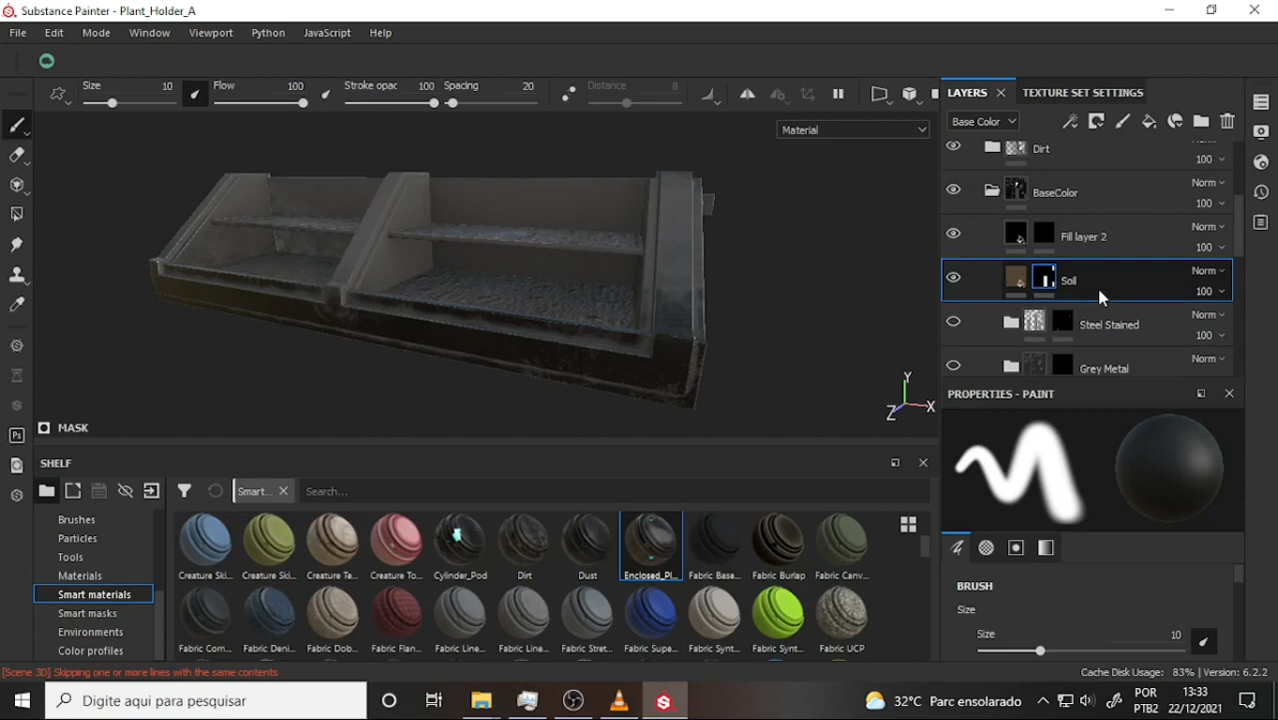 Substance Painter - Plant_Holder_A
File Edit Mode Window Viewport Python JavaScript Help
Size 10 Flow 100 Stroke opac 100 Spacing 20 Distance 8
Material
LAYERS TEXTURE SET SETTINGS
Base Color
Dirt 100
BaseColor Norm 100
Fill layer 2 Norm 100
Soil Norm 100
Steel Stained Norm 100
Grey Metal Norm
Y
Z X
MASK
PROPERTIES - PAINT
SHELF
Smart... Search...
Brushes
Particles
Tools
Materials
Smart materials
Smart masks
Environments
Color profiles
Creature Ski... Creature Ski... Creature Te... Creature To... Cylinder_Pod Dirt Dust Enclosed_Pl... Fabric Base... Fabric Burlap Fabric Canv...
Fabric Com... Fabric Deni... Fabric Dob... Fabric Flan... Fabric Line... Fabric Line... Fabric Stret... Fabric Supe... Fabric Synt... Fabric Synt... Fabric UCP
BRUSH
Size
Size 10
[Scene 3D] Skipping one or more lines with the same contents
Cache Disk Usage: 83% | Version: 6.2.2
Digite aqui para pesquisar
Ps
32°C Parc ensolarado
POR
PTB2
13:33
22/12/2021